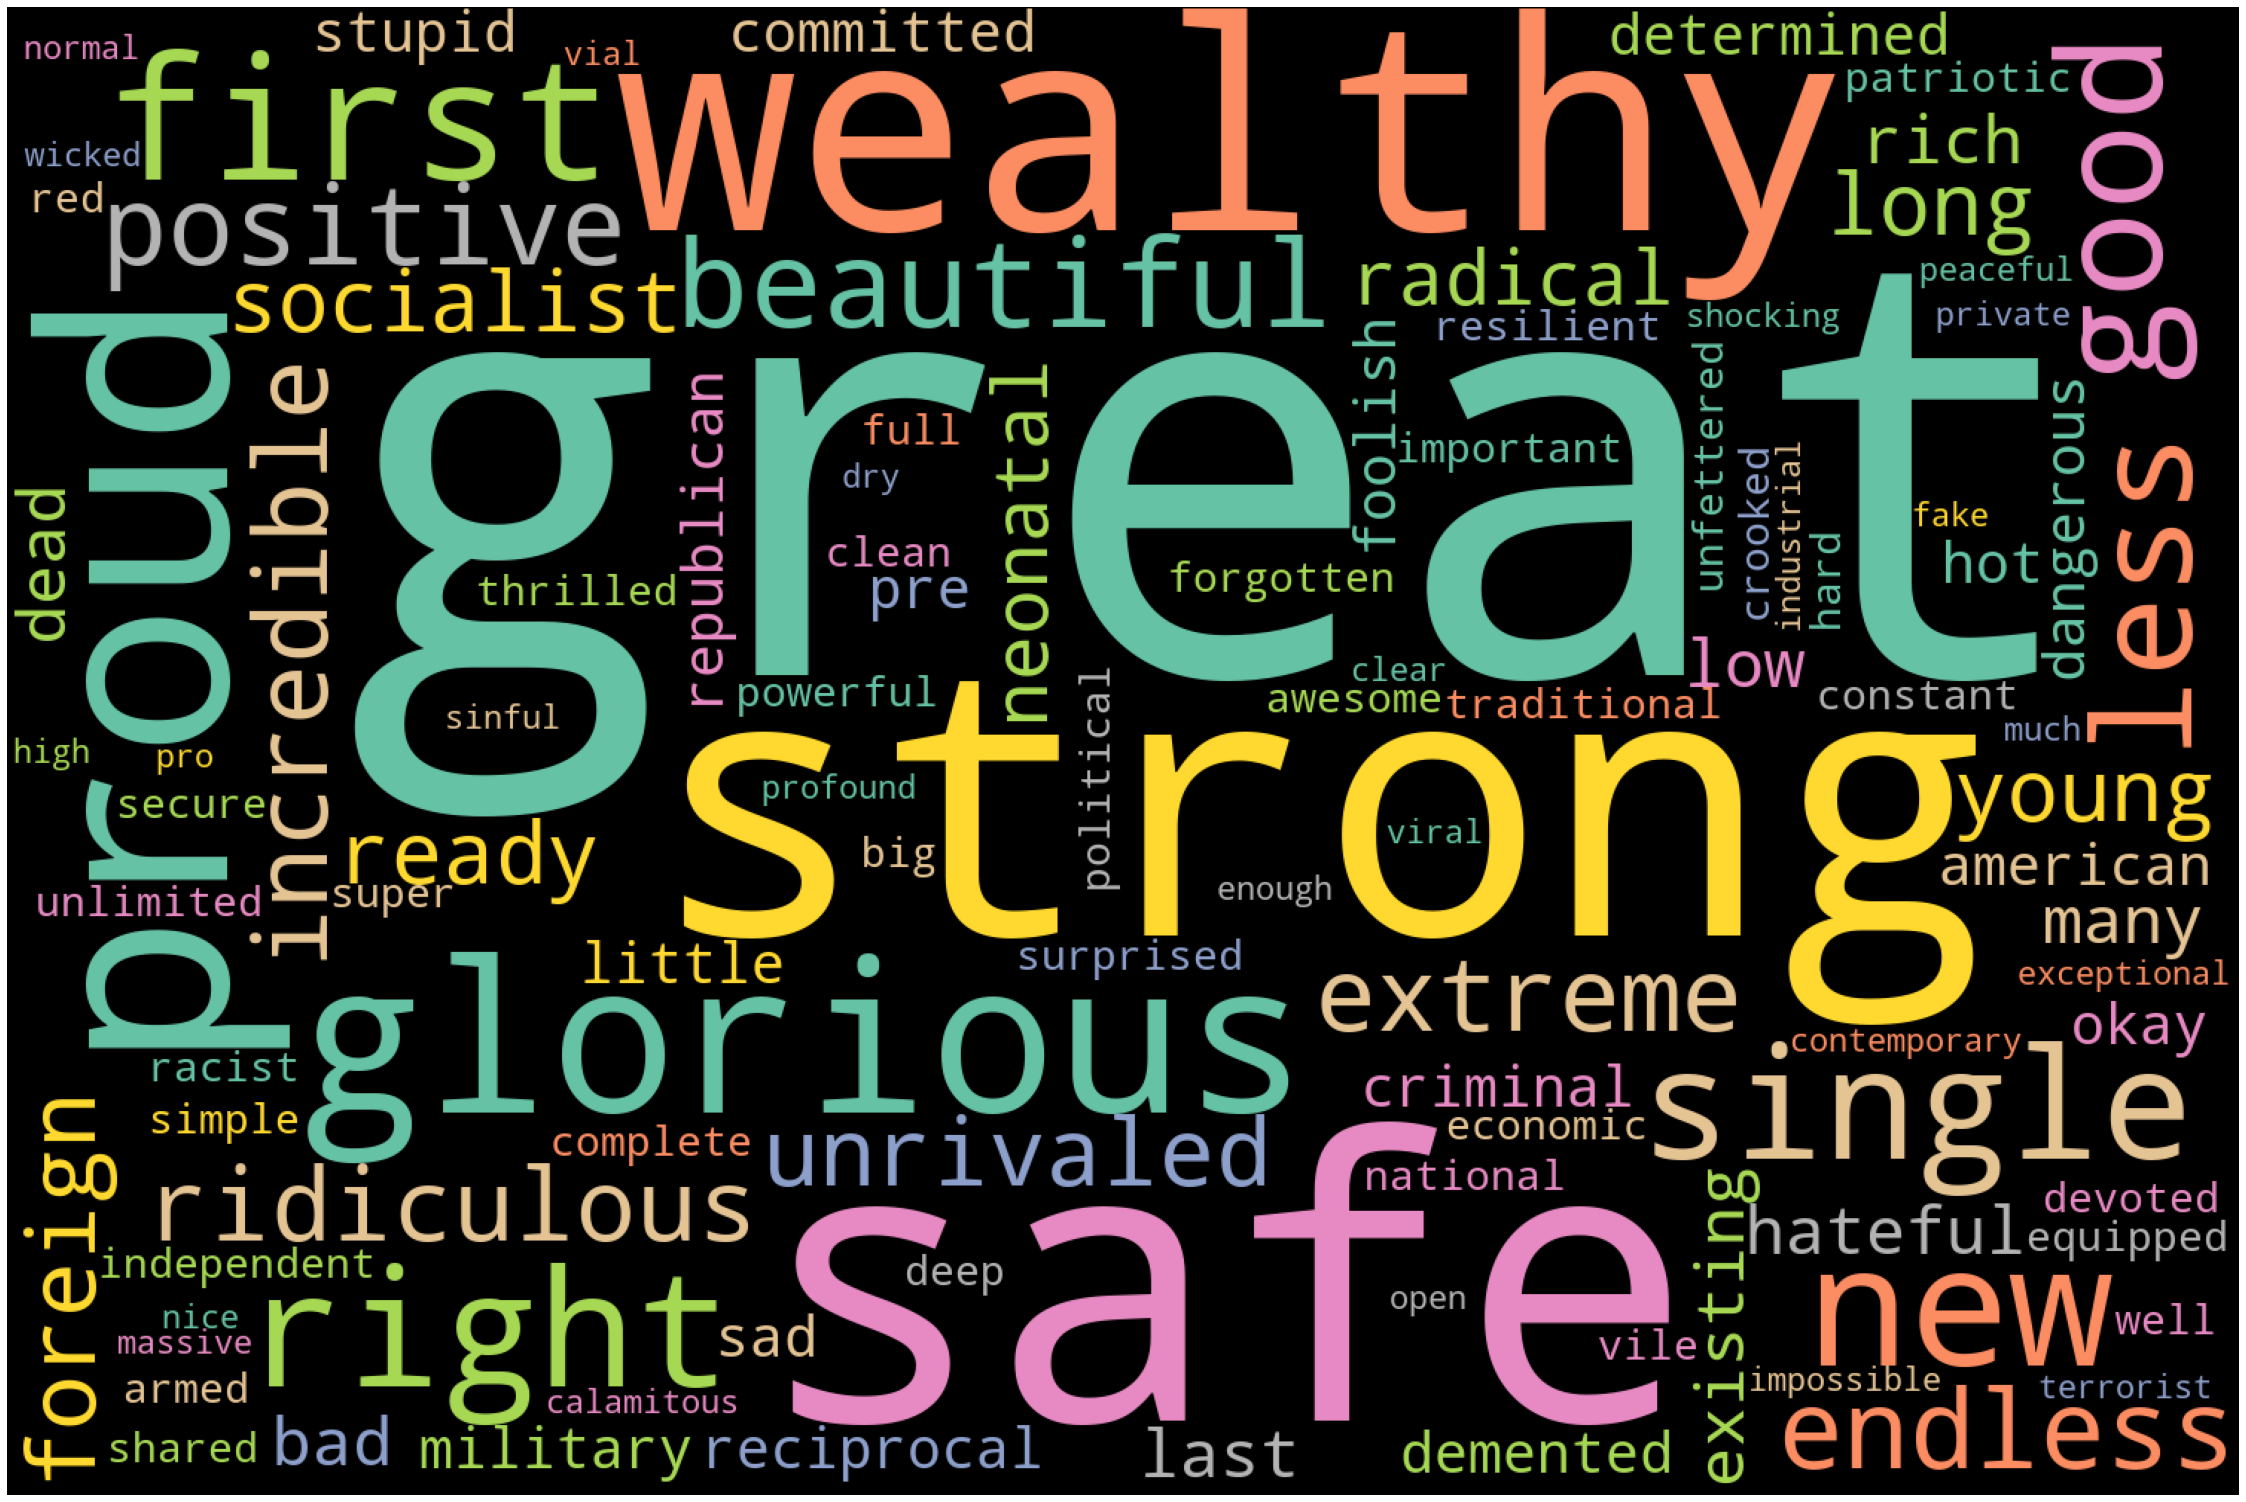 normal
stupid
vial
committed
determined
first
wealthy
patriotic
good
wicked
rich
red
positive
long
beautiful
radical
peaceful
socialist
resilient
shocking
private
proud
great
incredible
republican
neonatal
foolish
unfettered
dangerous
full
important
crooked
industrial
less
dry
dead
fake
clean
hard
hot
thrilled
pre
forgotten
low
clear
powerful
awesome
traditional
constant
sinful
political
much
high
pro
strong
secure
profound
young
ready
big
viral
american
unlimited
super
enough
many
little
surprised
exceptional
glorious
extreme
okay
contemporary
racist
single
criminal
simple
economic
foreign
complete
unrivaled
national
devoted
ridiculous
safe
existing
hateful
equipped
independent
deep
right
open
new
nice
massive
sad
vile
well
armed
calamitous
impossible
terrorist
shared
bad
military
reciprocal
last
demented
endless